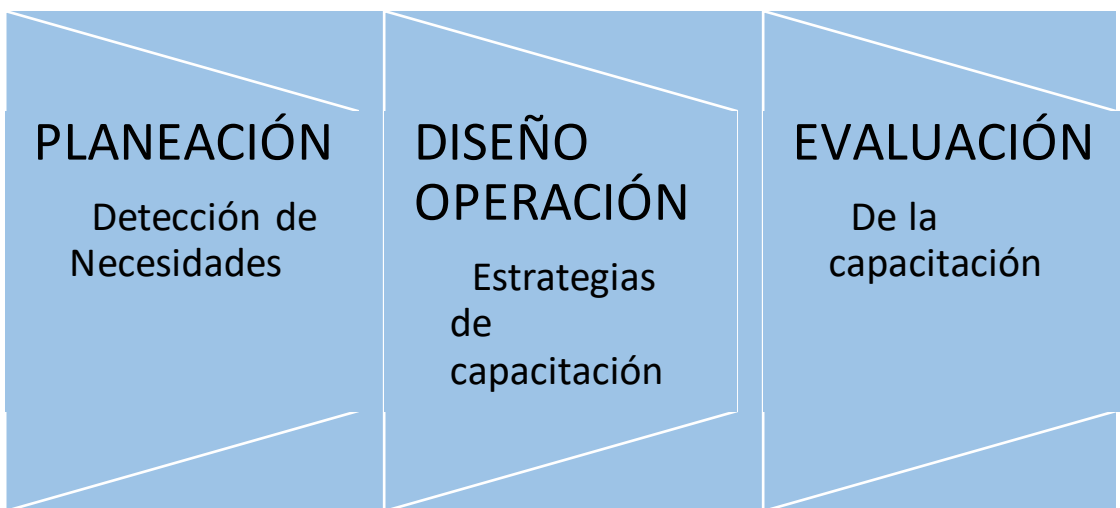 PLANEACIÓN
Detección de
Necesidades
DISEÑO
OPERACIÓN
Estrategias
de
capacitación
EVALUACIÓN
De la
capacitación